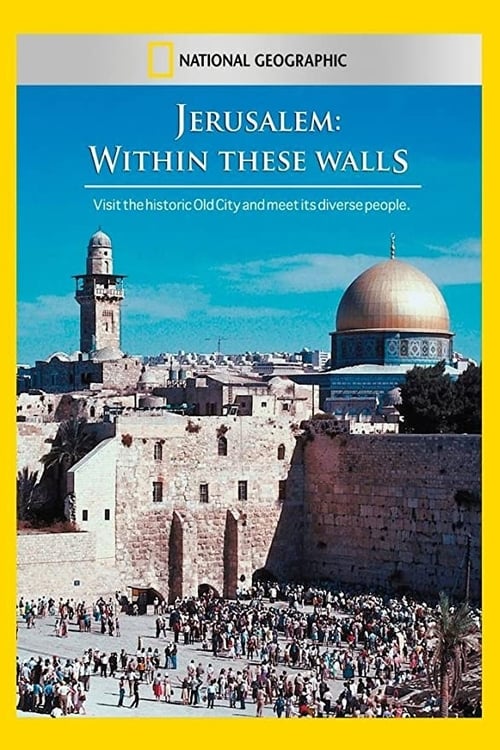 NATIONAL GEOGRAPHIC
JERUSALEM:
WITHIN THESE WALLS
Visit the historic Old City and meet its diverse people.